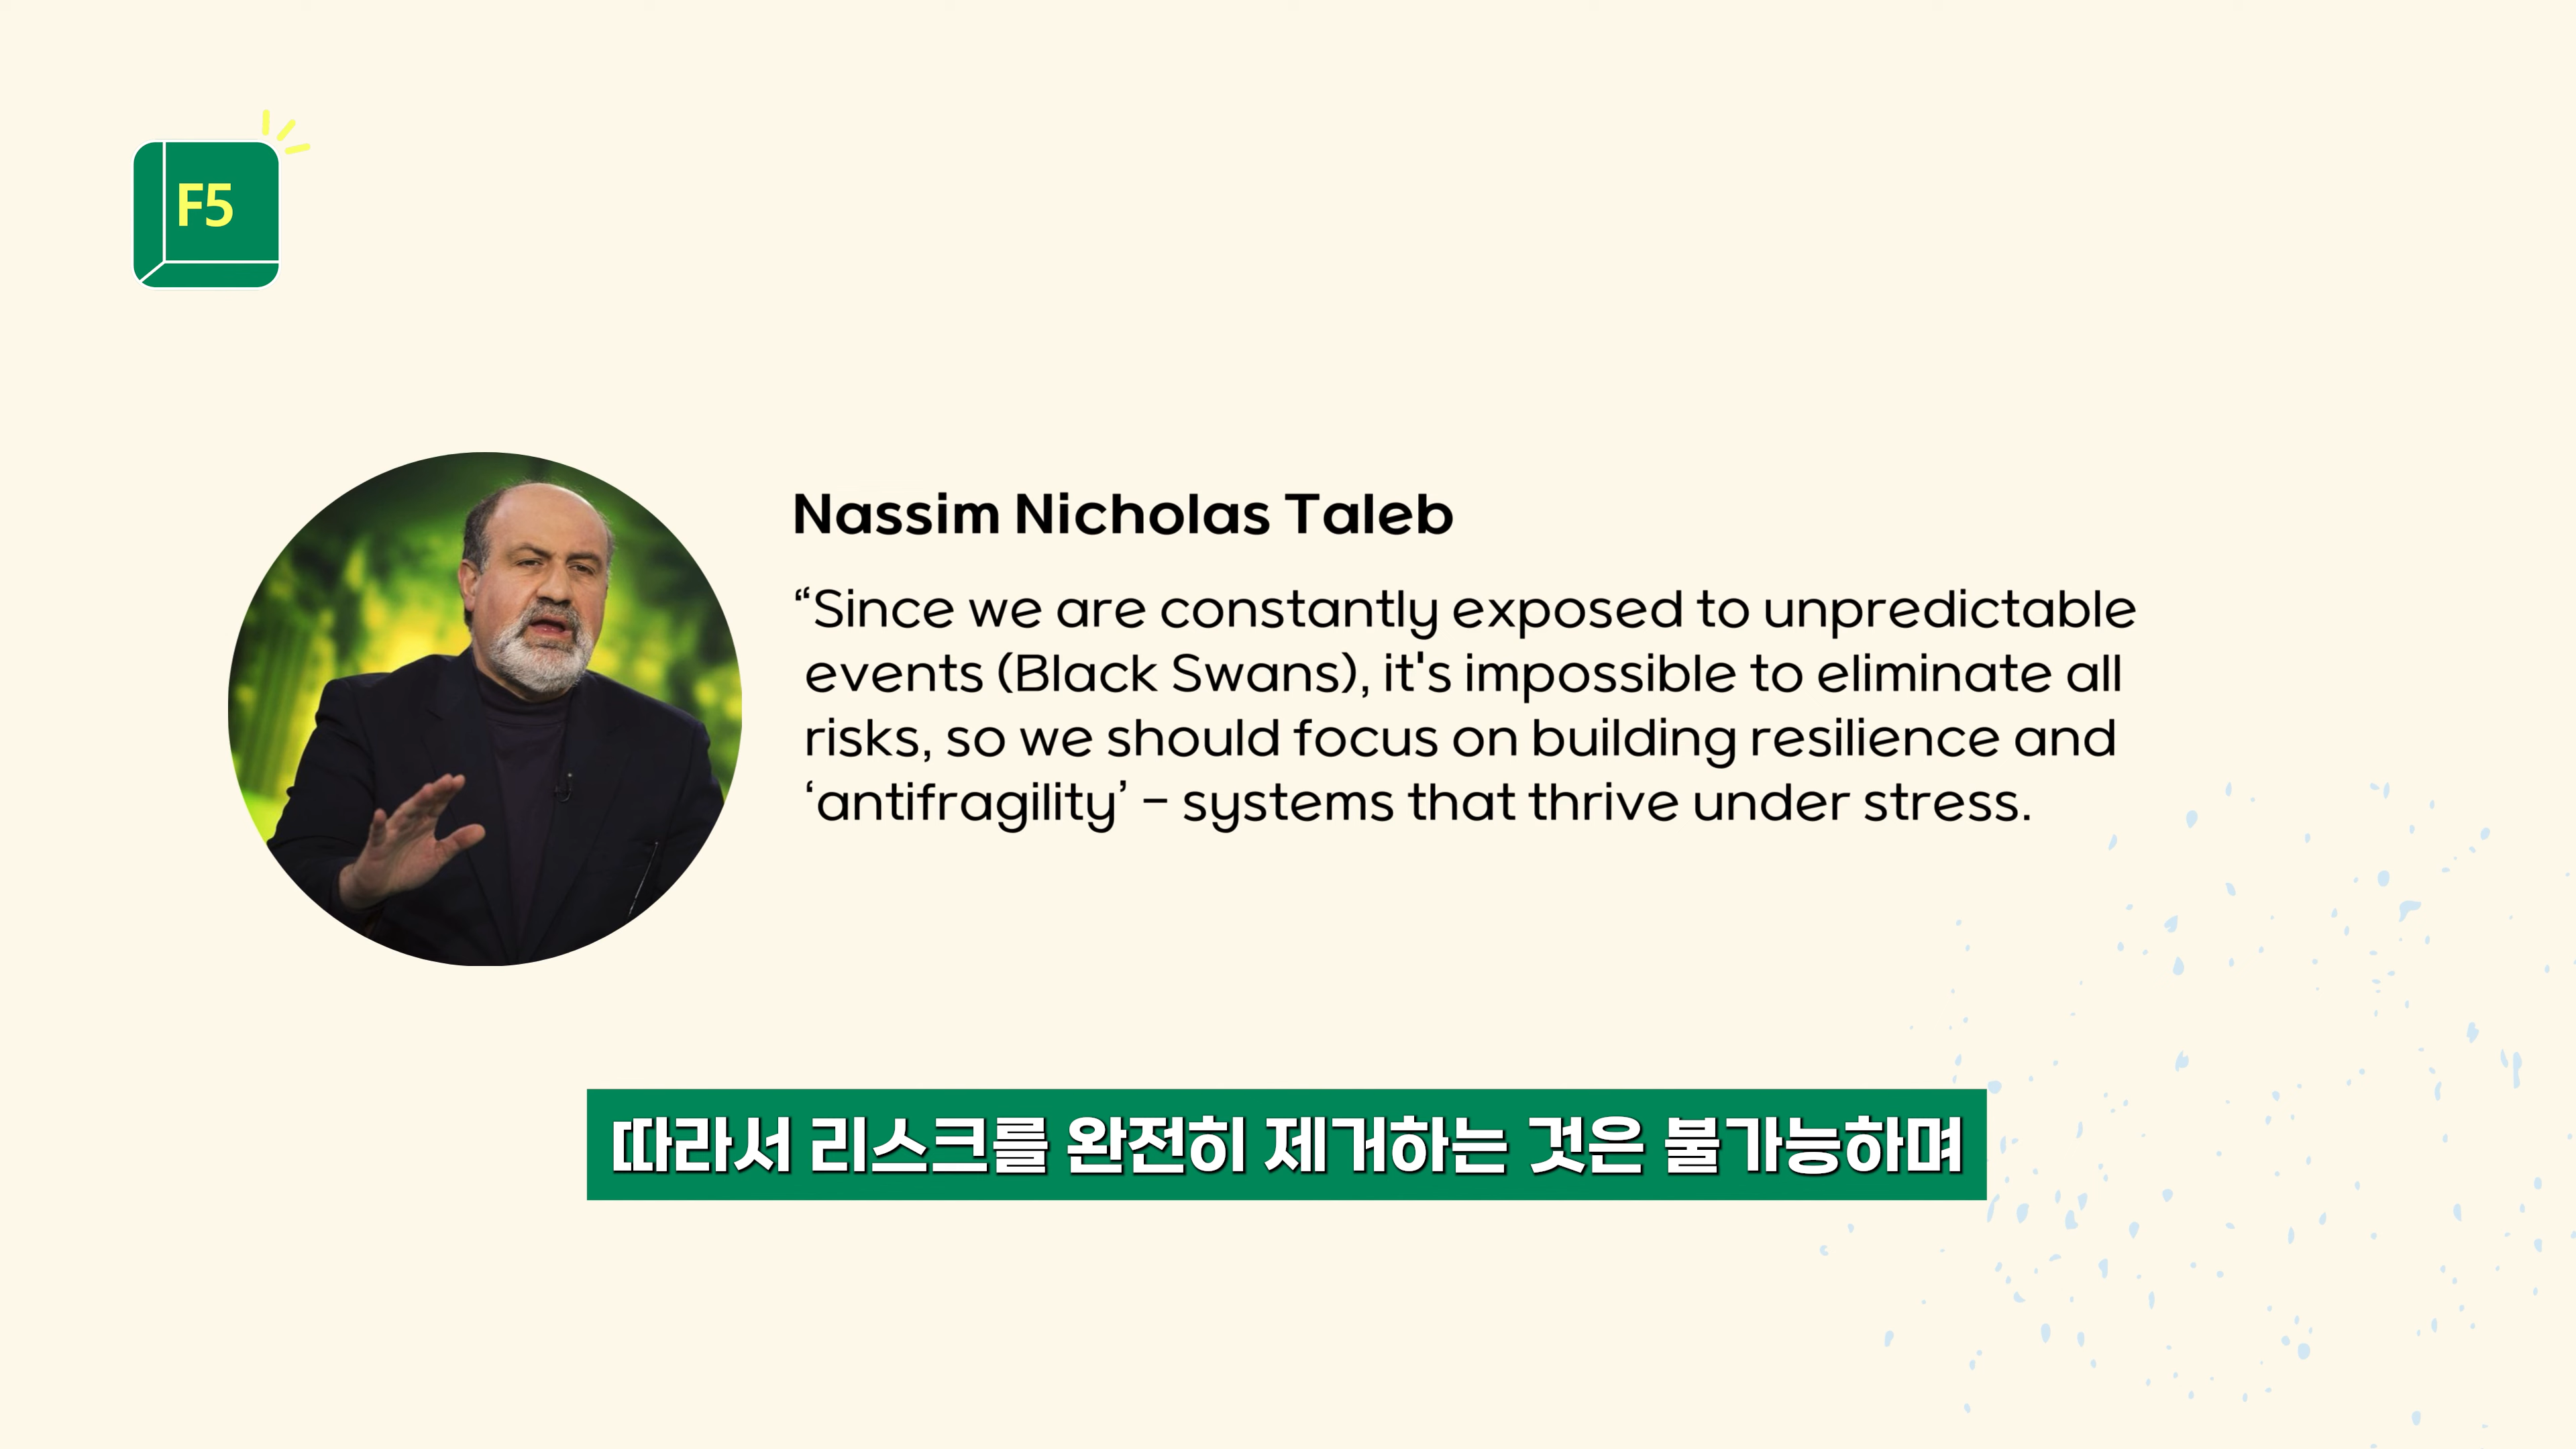 F5
Nassim Nicholas Taleb
“Since we are constantly exposed to unpredictable
events (Black Swans), it's impossible to eliminate all
risks, so we should focus on building resilience and
‘antifragility’ – systems that thrive under stress.
따라서 리스크를 완전히 제거하는 것은 불가능하며